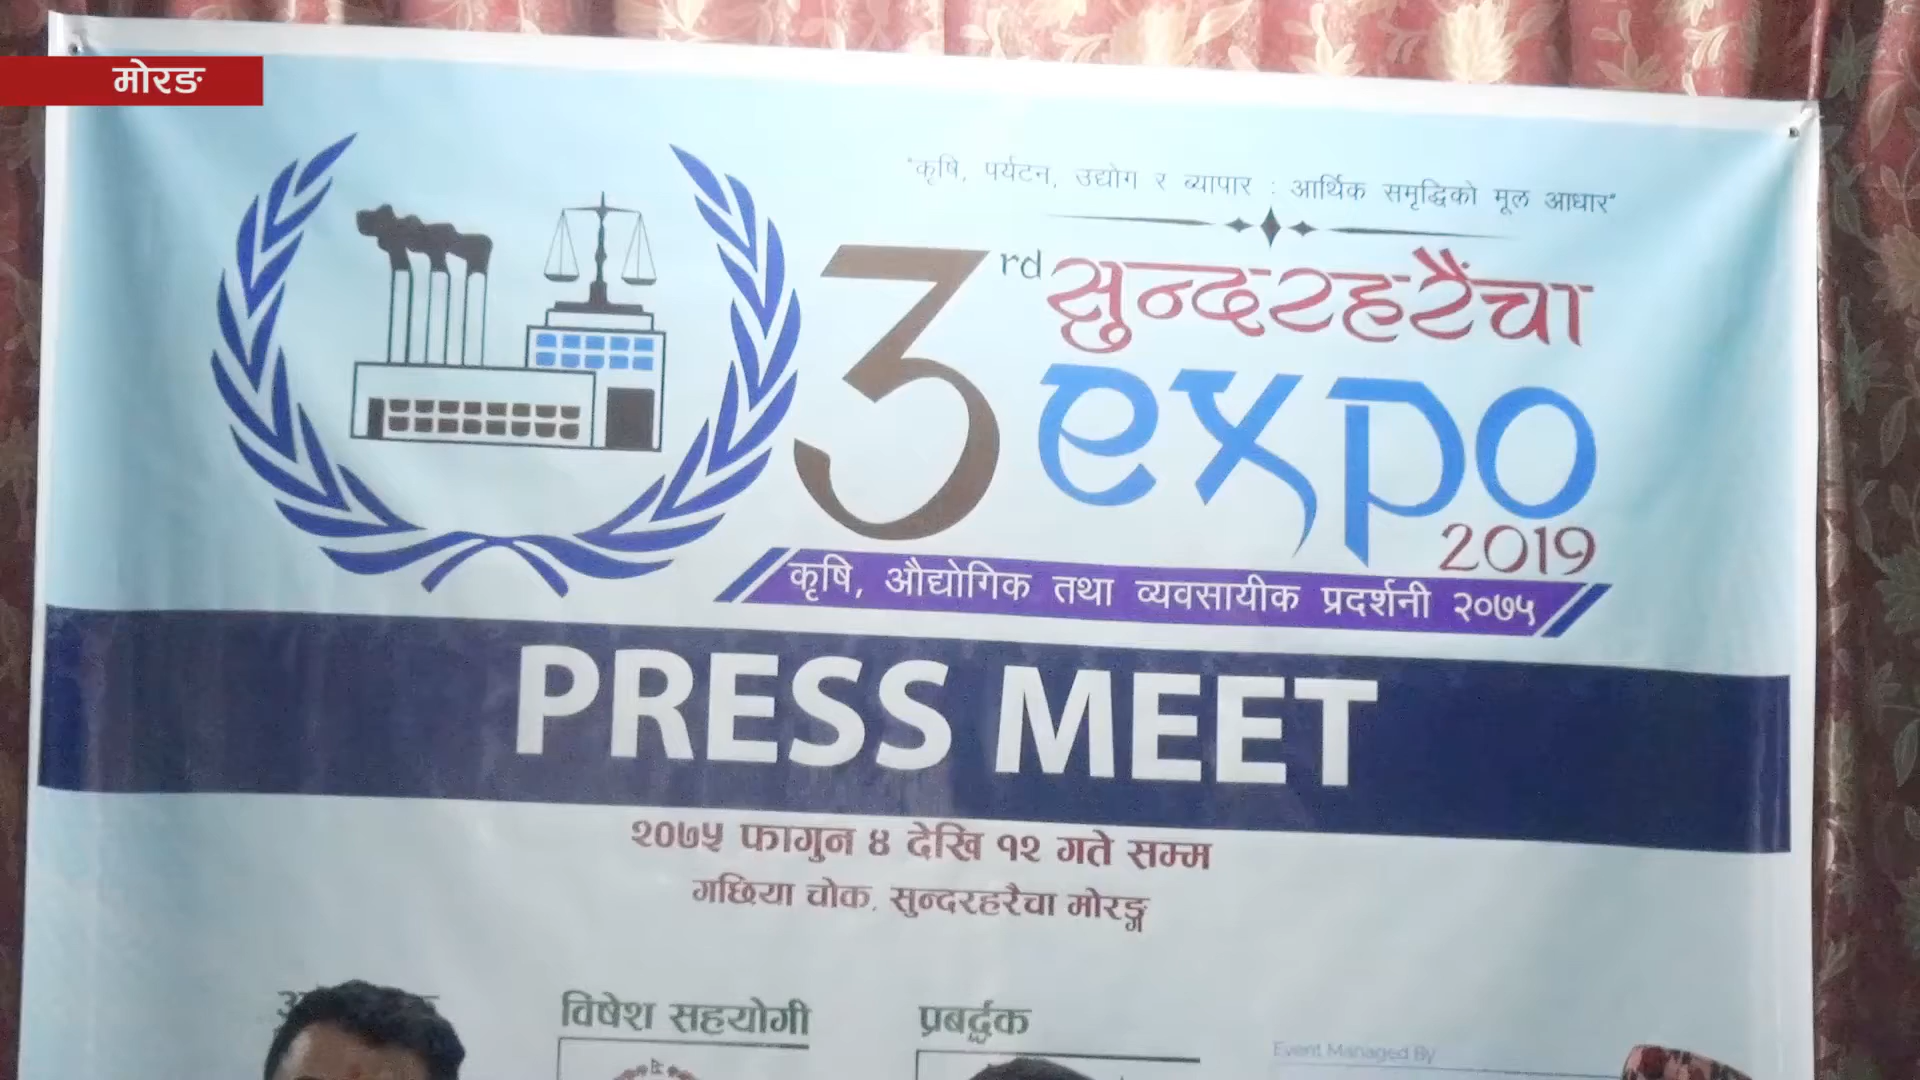 मोरङ
"कृषि, पर्यटन, उद्योग र ब्यापार : आर्थिक समृद्धिको मूल आधार"
3rd सुन्दरहरैंचा
expo
2019
कृषि, औद्योगिक तथा व्यवसायीक प्रदर्शनी २०७५
PRESS MEET
२०७५ फागुन ४ देखि १२ गते सम्म
गछिया चोक, सुन्दरहरैचा मोरङ्ग
विषेश सहयोगी
प्रबर्द्धक
Event Managed By